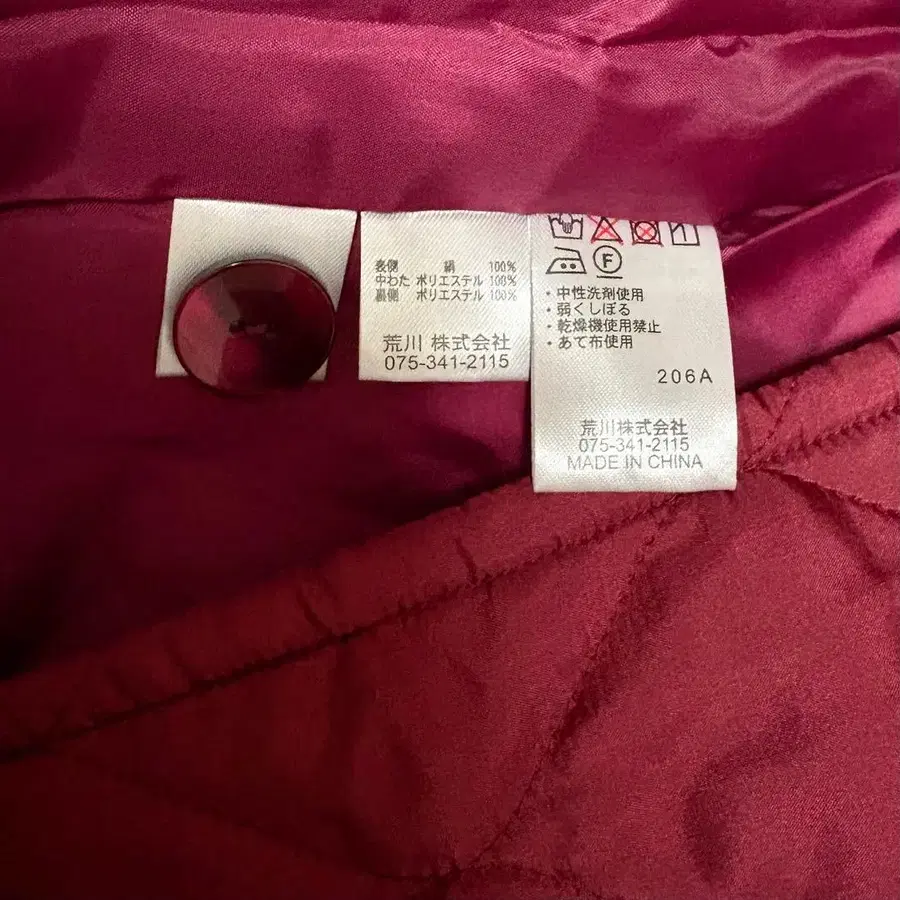 表側 絹 100%
中わた ポリエステル 100%
裏側 ポリエステル 100%
荒川 株式会社
075-341-2115
F
・中性洗剤使用
・弱くしぼる
・乾燥機使用禁止
・あて布使用
206A
荒川株式会社
075-341-2115
MADE IN CHINA